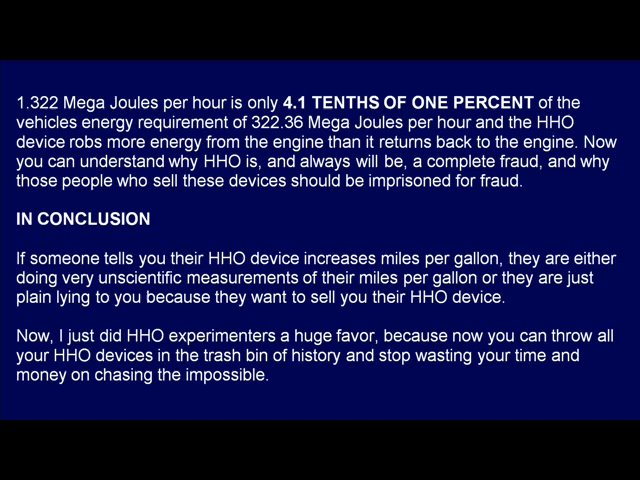 1.322 Mega Joules per hour is only 4.1 TENTHS OF ONE PERCENT of the
vehicles energy requirement of 322.36 Mega Joules per hour and the HHO
device robs more energy from the engine than it returns back to the engine. Now
you can understand why HHO is, and always will be, a complete fraud, and why
those people who sell these devices should be imprisoned for fraud.
IN CONCLUSION
If someone tells you their HHO device increases miles per gallon, they are either
doing very unscientific measurements of their miles per gallon or they are just
plain lying to you because they want to sell you their HHO device.
Now, I just did HHO experimenters a huge favor, because now you can throw all
your HHO devices in the trash bin of history and stop wasting your time and
money on chasing the impossible.